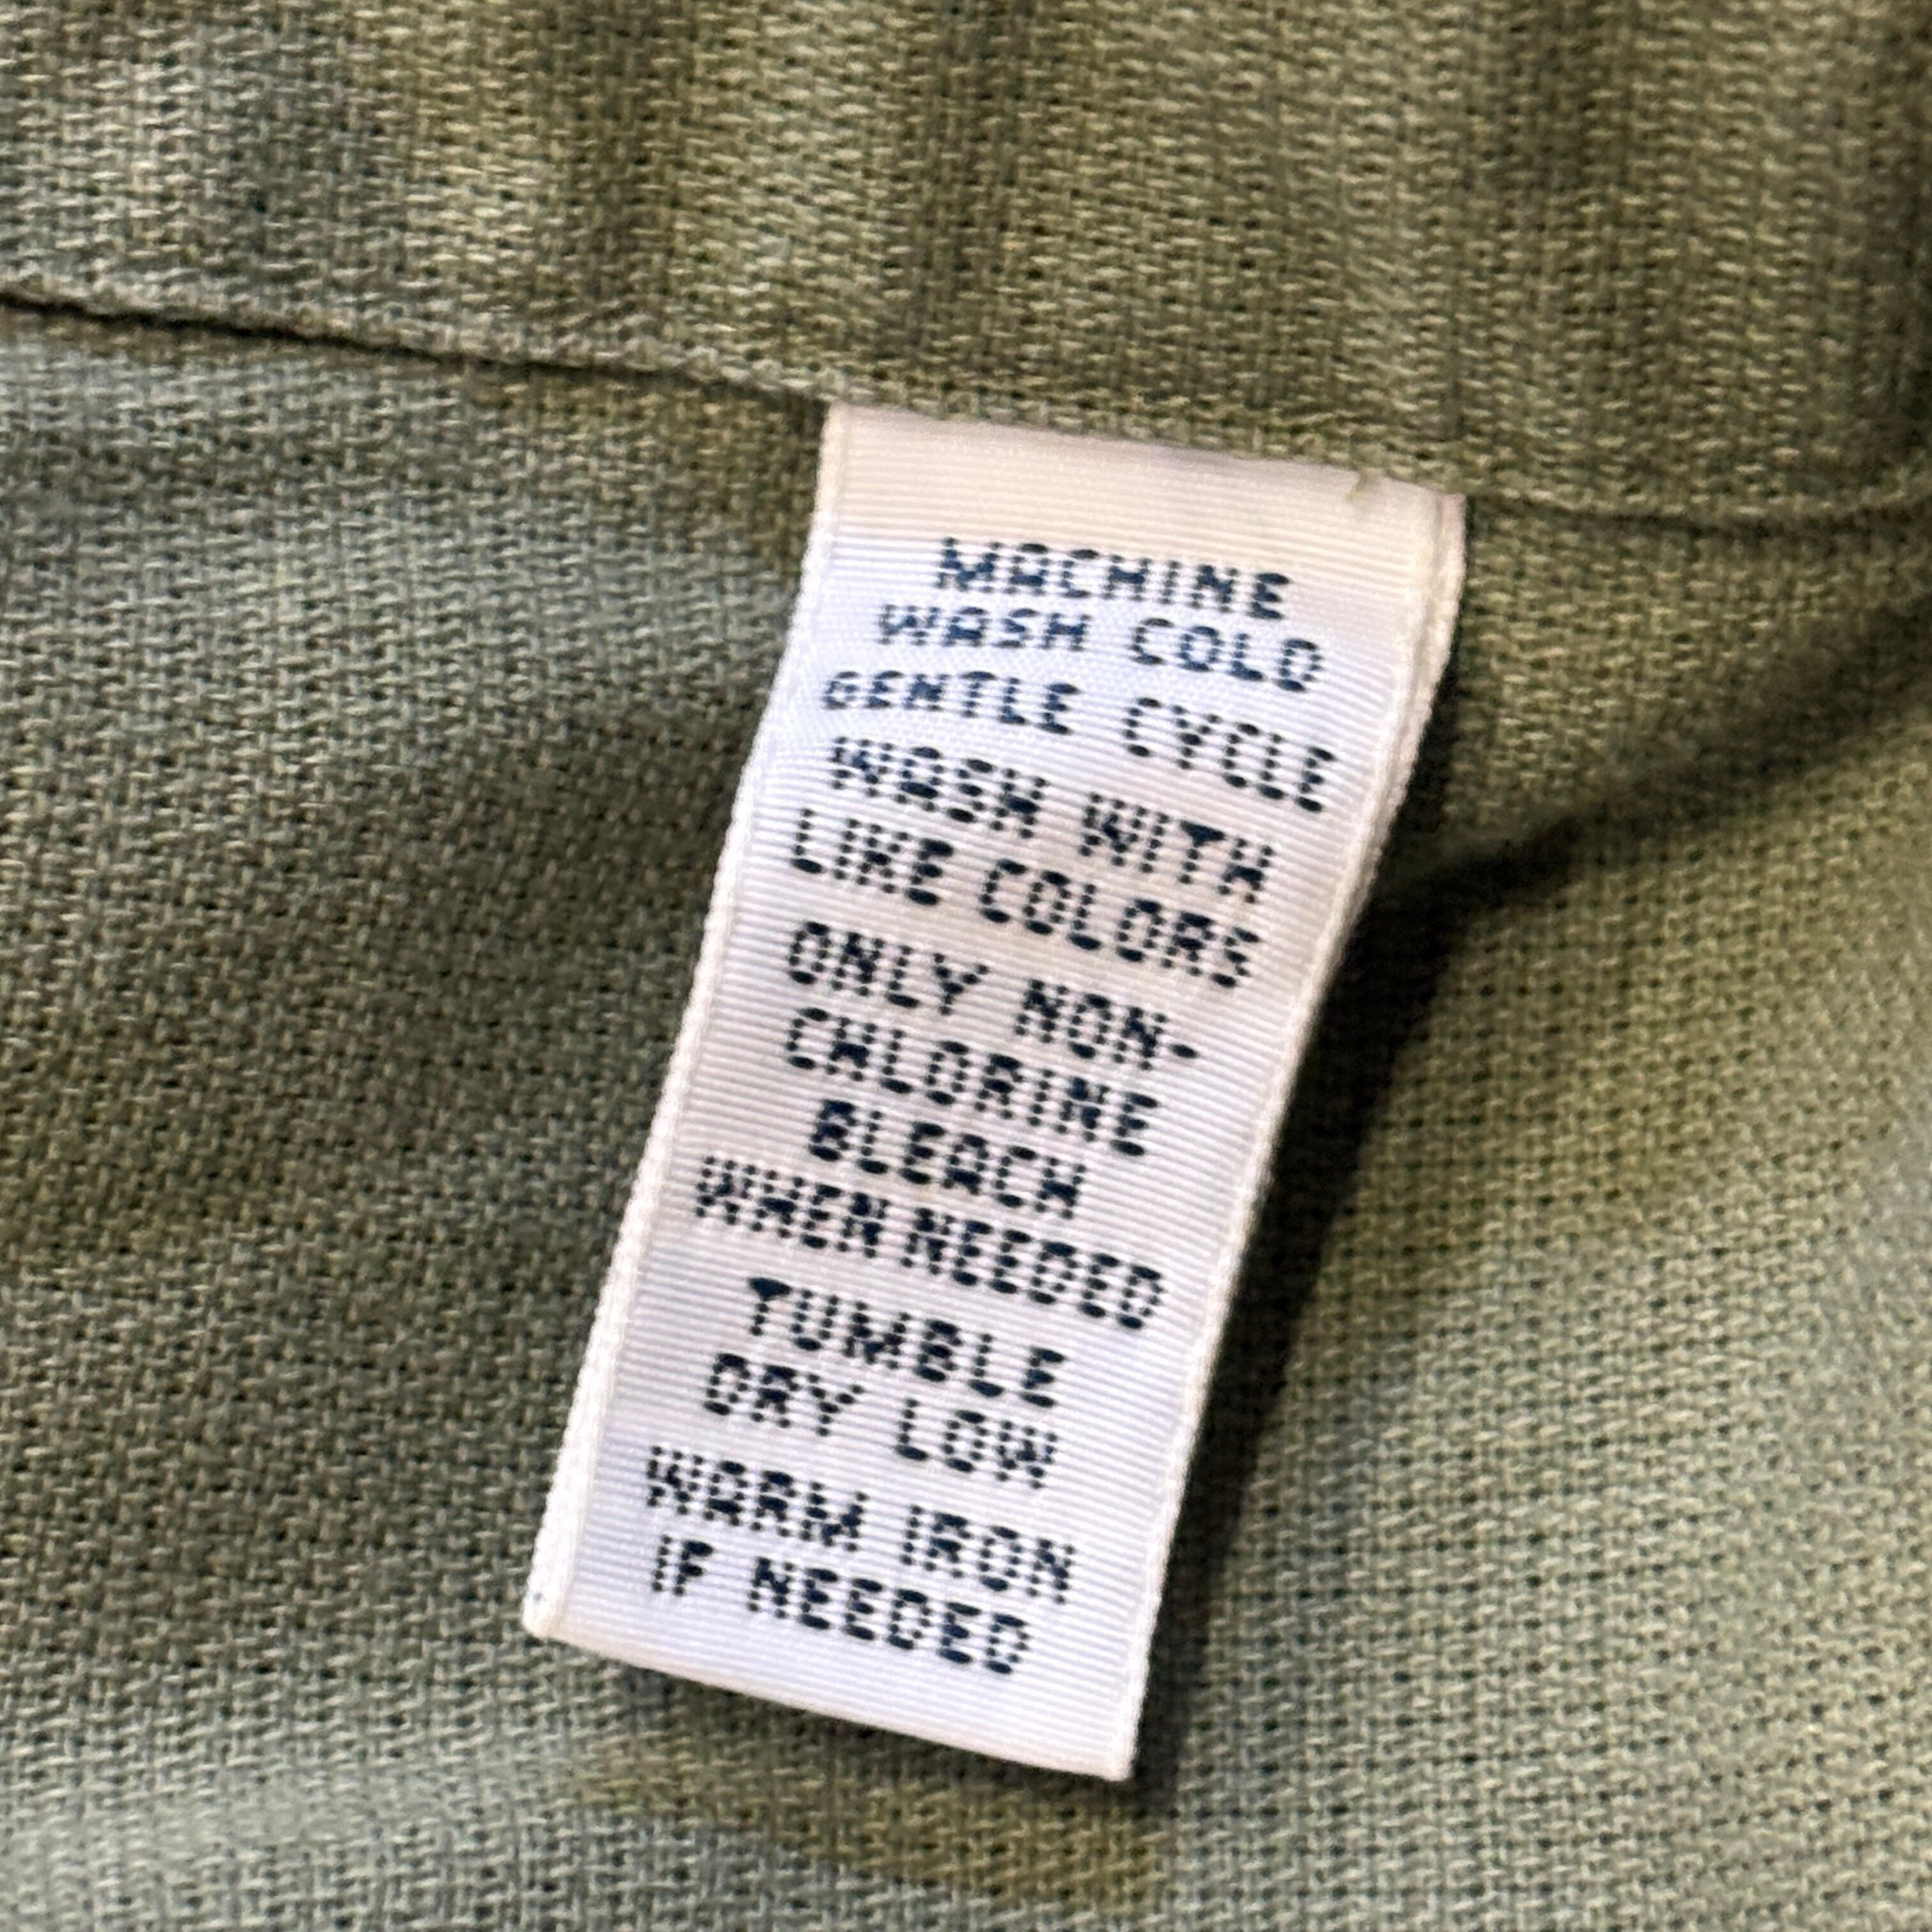 MACHINE
WASH COLD
GENTLE CYCLE
WASH WITH
LIKE COLORS
ONLY NON-
CHLORINE
BLEACH
WHEN NEEDED
TUMBLE
DRY LOW
WARM IRON
IF NEEDED